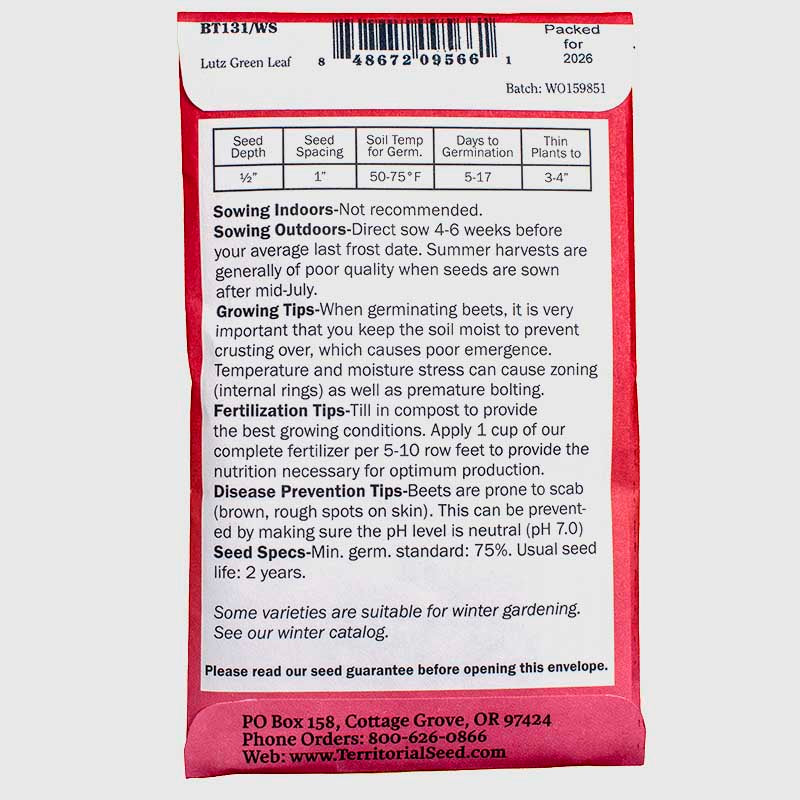 BT131/WS
Packed
for
2026
8 48672 09566 1
Lutz Green Leaf
Batch: WO159851
Seed Depth Seed Spacing Soil Temp for Germ. Days to Germination Thin Plants to
½" 1" 50-75°F 5-17 3-4"
Sowing Indoors-Not recommended.
Sowing Outdoors-Direct sow 4-6 weeks before
your average last frost date. Summer harvests are
generally of poor quality when seeds are sown
after mid-July.
Growing Tips-When germinating beets, it is very
important that you keep the soil moist to prevent
crusting over, which causes poor emergence.
Temperature and moisture stress can cause zoning
(internal rings) as well as premature bolting.
Fertilization Tips-Till in compost to provide
the best growing conditions. Apply 1 cup of our
complete fertilizer per 5-10 row feet to provide the
nutrition necessary for optimum production.
Disease Prevention Tips-Beets are prone to scab
(brown, rough spots on skin). This can be prevent-
ed by making sure the pH level is neutral (pH 7.0)
Seed Specs-Min. germ. standard: 75%. Usual seed
life: 2 years.
Some varieties are suitable for winter gardening.
See our winter catalog.
Please read our seed guarantee before opening this envelope.
PO Box 158, Cottage Grove, OR 97424
Phone Orders: 800-626-0866
Web: www.TerritorialSeed.com